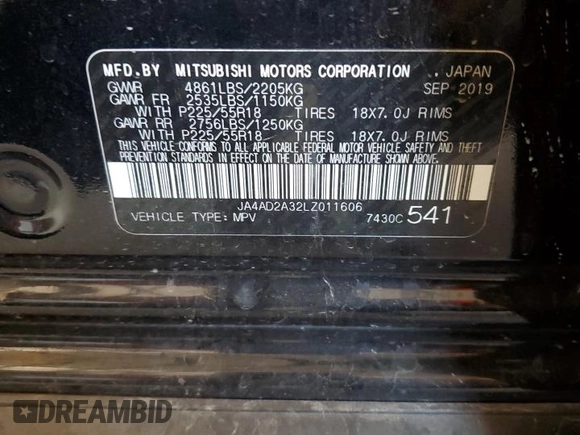 MFD.BY MITSUBISHI MOTORS CORPORATION , JAPAN
GVWR 4861LBS/2205KG SEP 2019
GAWR FR 2535LBS/1150KG
WITH P225/55R18 TIRES 18X7.0J RIMS
GAWR RR 2756LBS/1250KG
WITH P225/55R18 TIRES 18X7.0J RIMS
THIS VEHICLE CONFORMS TO ALL APPLICABLE FEDERAL MOTOR VEHICLE SAFETY AND THEFT
PREVENTION STANDARDS IN EFFECT ON THE DATE OF MANUFACTURE SHOWN ABOVE.
JA4AD2A32LZ011606
VEHICLE TYPE: MPV 7430C 541
DREAMBID